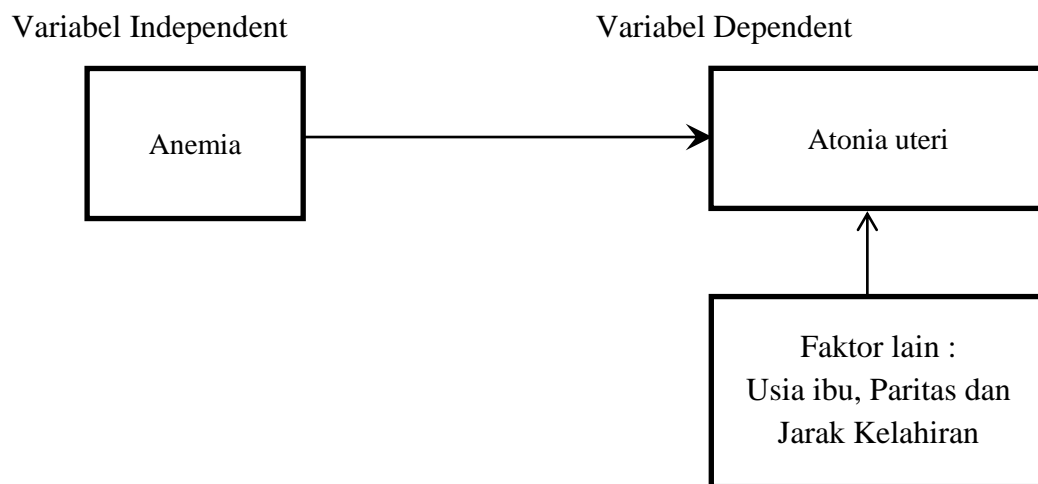 Variabel Independent
Variabel Dependent
Anemia
Atonia uteri
Faktor lain :
Usia ibu, Paritas dan
Jarak Kelahiran